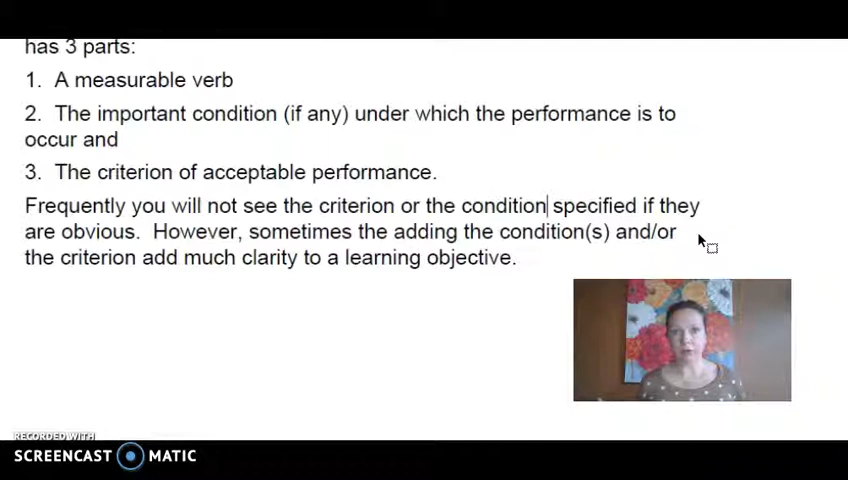 has 3 parts:
1. A measurable verb
2. The important condition (if any) under which the performance is to
occur and
3. The criterion of acceptable performance.
Frequently you will not see the criterion or the condition specified if they
are obvious. However, sometimes the adding the condition(s) and/or
the criterion add much clarity to a learning objective.
RECORDED WITH
SCREENCAST MATIC